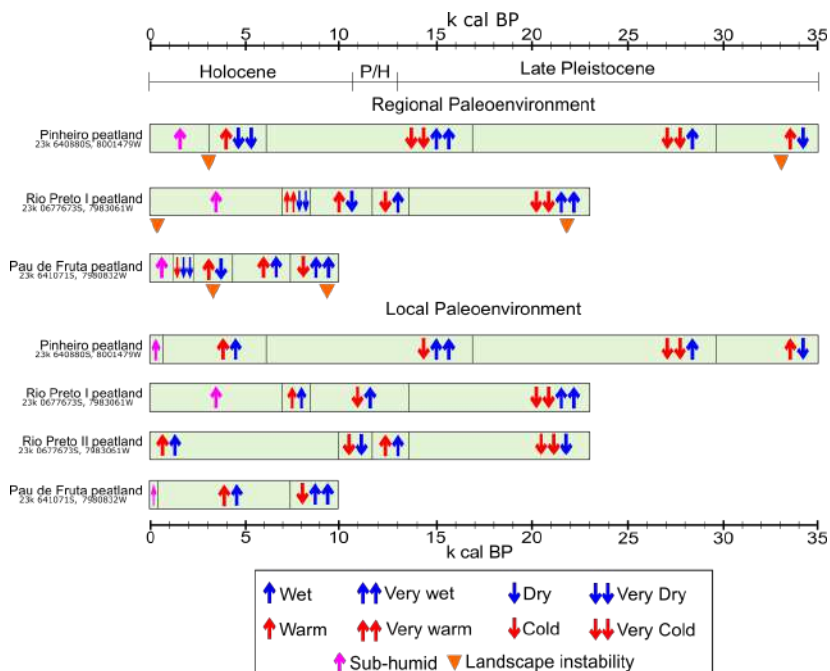 k cal BP
0 5 10 15 20 25 30 35
Holocene P/H Late Pleistocene
Regional Paleoenvironment
Pinheiro peatland
23k 640880S, 8001479W
Rio Preto I peatland
23k 0677673S, 7983061W
Pau de Fruta peatland
23k 641071S, 7980832W
Local Paleoenvironment
Pinheiro peatland
23k 640880S, 8001479W
Rio Preto I peatland
23k 0677673S, 7983061W
Rio Preto II peatland
23k 0677673S, 7983061W
Pau de Fruta peatland
23k 641071S, 7980832W
0 5 10 15 20 25 30 35
k cal BP
Wet Very wet Dry Very Dry
Warm Very warm Cold Very Cold
Sub-humid Landscape instability